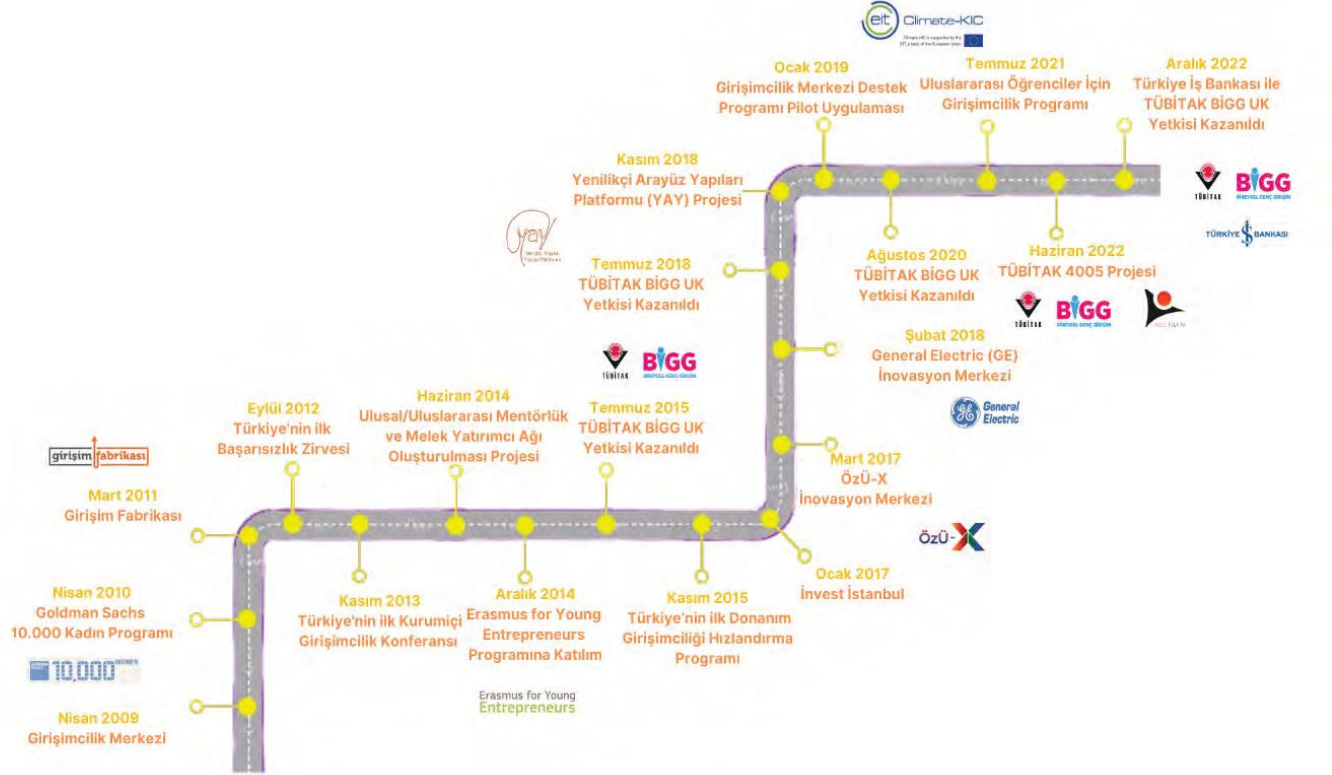 eit Climate-KIC
Ocak 2019
Girişimcilik Merkezi Destek
Programı Pilot Uygulaması
Temmuz 2021
Uluslararası Öğrenciler İçin
Girişimcilik Programı
Aralık 2022
Türkiye İş Bankası ile
TÜBİTAK BİGG UK
Yetkisi Kazanıldı
Kasım 2018
Yenilikçi Arayüz Yapıları
Platformu (YAY) Projesi
TÜBİTAK
BİGG
TÜRKİYE İŞ BANKASI
yay
Temmuz 2018
TÜBİTAK BİGG UK
Yetkisi Kazanıldı
Ağustos 2020
TÜBİTAK BİGG UK
Yetkisi Kazanıldı
Haziran 2022
TÜBİTAK 4005 Projesi
TÜBİTAK
BİGG
Şubat 2018
General Electric (GE)
İnovasyon Merkezi
General
Electric
TÜBİTAK
BİGG
Eylül 2012
Türkiye'nin ilk
Başarısızlık Zirvesi
Haziran 2014
Ulusal/Uluslararası Mentörlük
ve Melek Yatırımcı Ağı
Oluşturulması Projesi
Temmuz 2015
TÜBİTAK BİGG UK
Yetkisi Kazanıldı
girişim fabrikası
Mart 2011
Girişim Fabrikası
Mart 2017
ÖzÜ-X
İnovasyon Merkezi
ÖzÜ-X
Ocak 2017
İnvest İstanbul
Nisan 2010
Goldman Sachs
10.000 Kadın Programı
10,000 WOMEN
Kasım 2013
Türkiye'nin ilk Kurumiçi
Girişimcilik Konferansı
Aralık 2014
Erasmus for Young
Entrepreneurs
Programına Katılım
Kasım 2015
Türkiye'nin ilk Donanım
Girişimciliği Hızlandırma
Programı
Erasmus for Young
Entrepreneurs
Nisan 2009
Girişimcilik Merkezi